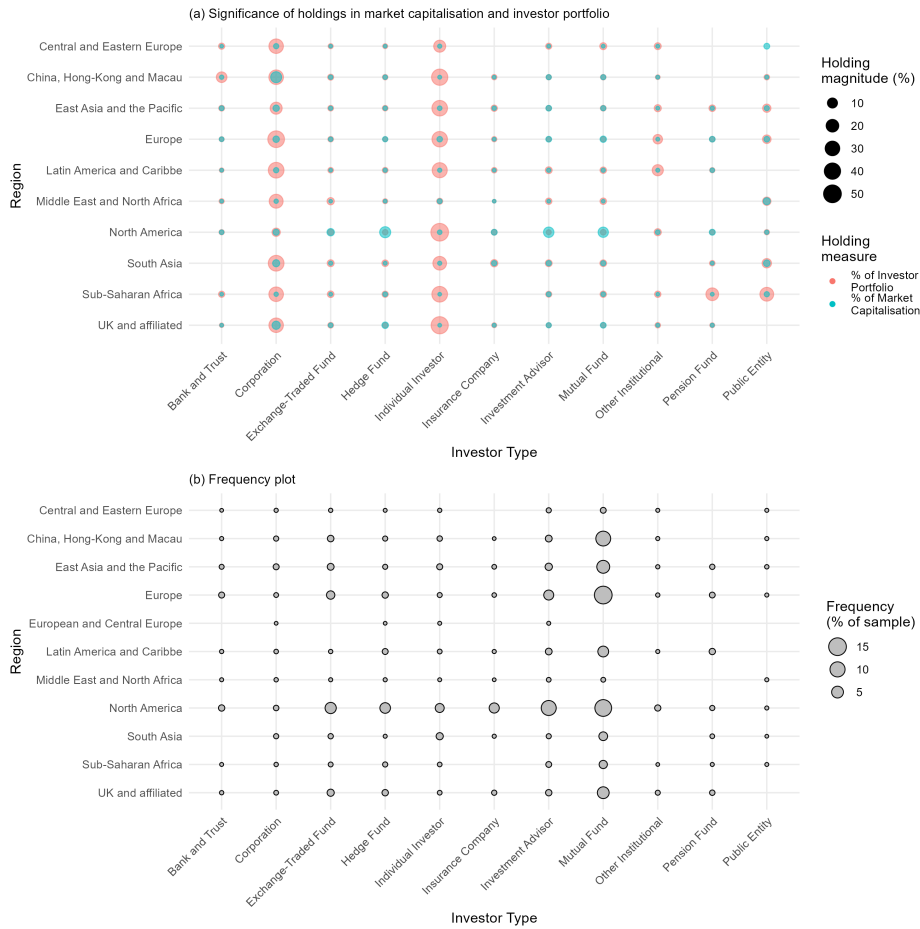 (a) Significance of holdings in market capitalisation and investor portfolio
Region
Central and Eastern Europe
China, Hong-Kong and Macau
East Asia and the Pacific
Europe
Latin America and Caribbe
Middle East and North Africa
North America
South Asia
Sub-Saharan Africa
UK and affiliated
Bank and Trust
Corporation
Exchange-Traded Fund
Hedge Fund
Individual Investor
Insurance Company
Investment Advisor
Mutual Fund
Other Institutional
Pension Fund
Public Entity
Investor Type
Holding
magnitude (%)
10
20
30
40
50
Holding
measure
% of Investor
Portfolio
% of Market
Capitalisation
(b) Frequency plot
Region
Central and Eastern Europe
China, Hong-Kong and Macau
East Asia and the Pacific
Europe
European and Central Europe
Latin America and Caribbe
Middle East and North Africa
North America
South Asia
Sub-Saharan Africa
UK and affiliated
Bank and Trust
Corporation
Exchange-Traded Fund
Hedge Fund
Individual Investor
Insurance Company
Investment Advisor
Mutual Fund
Other Institutional
Pension Fund
Public Entity
Investor Type
Frequency
(% of sample)
15
10
5